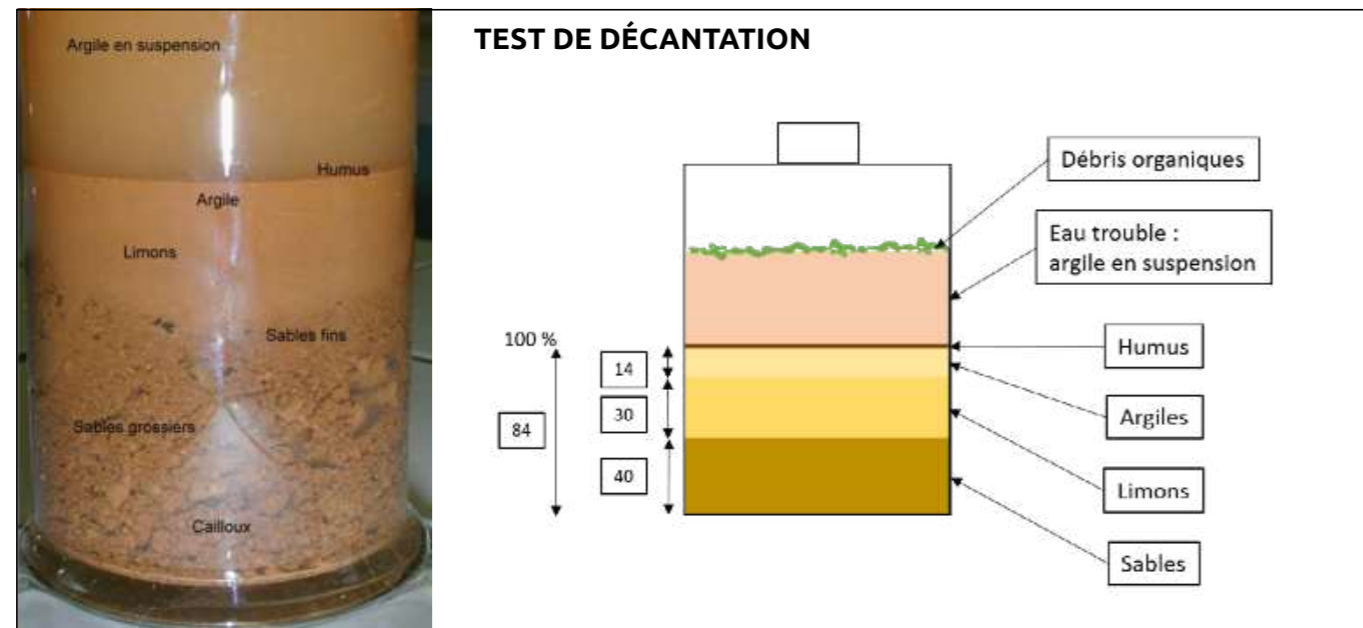 TEST DE DÉCANTATION
Argile en suspension
Humus
Argile
Limons
Sables fins
Sables grossiers
Cailloux
Débris organiques
Eau trouble :
argile en suspension
Humus
Argiles
Limons
Sables
100 %
14
30
84
40